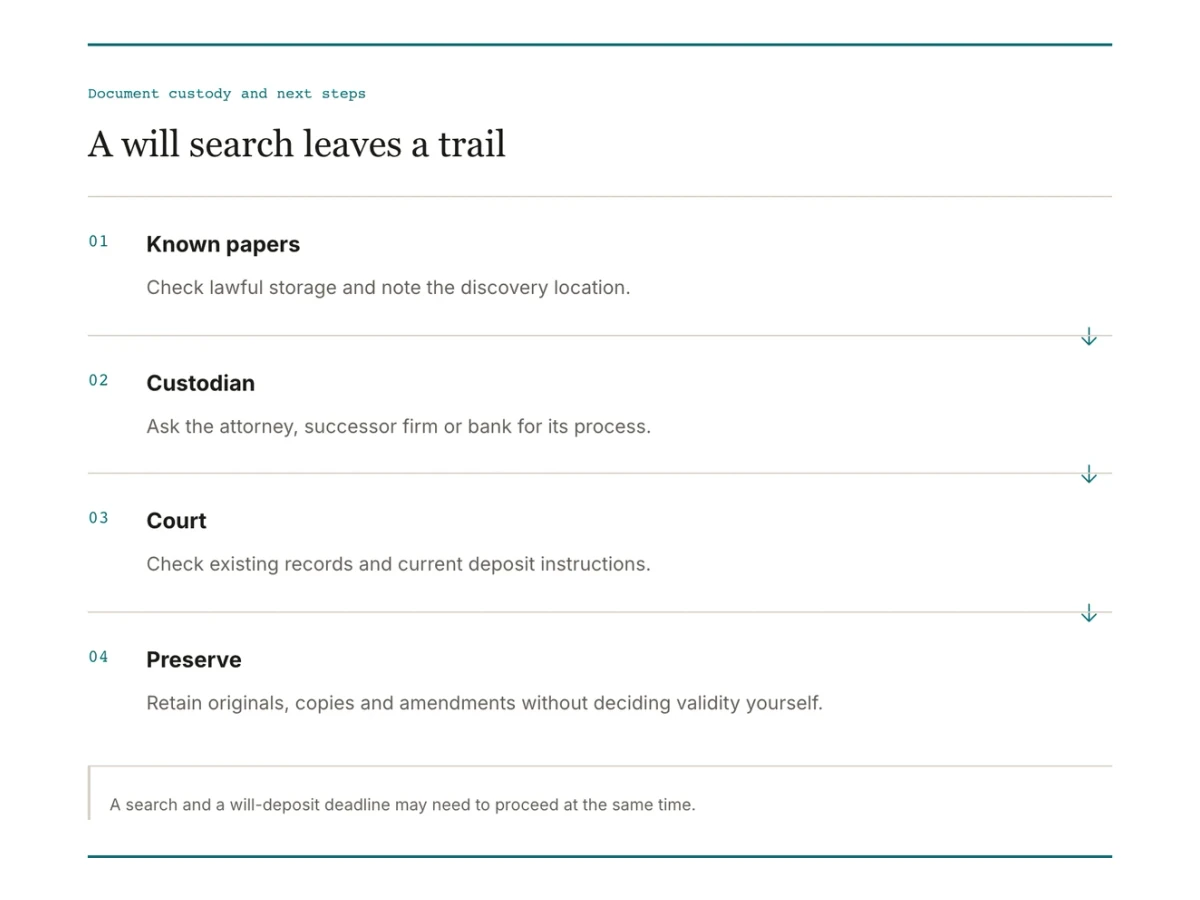 Document custody and next steps
A will search leaves a trail
01
Known papers
Check lawful storage and note the discovery location.
02
Custodian
Ask the attorney, successor firm or bank for its process.
03
Court
Check existing records and current deposit instructions.
04
Preserve
Retain originals, copies and amendments without deciding validity yourself.
A search and a will-deposit deadline may need to proceed at the same time.